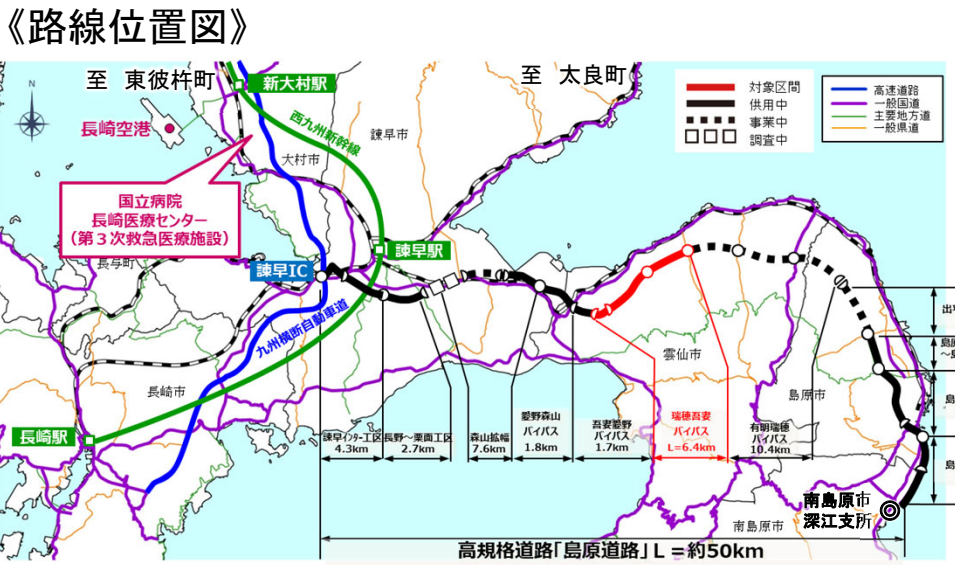 《路線位置図》
至 東彼杵町
新大村駅
至 太良町
対象区間
供用中
事業中
調査中
高速道路
一般国道
主要地方道
一般県道
N
長崎空港
西九州新幹線
諫早市
大村市
国立病院
長崎医療センター
(第3次救急医療施設)
長与町
諫早IC
諫早駅
九州横断自動車道
雲仙市
長崎市
島原市
長崎駅
諫早インター工区
4.3km
長野~栗面工区
2.7km
森山拡幅
7.6km
愛野森山
バイパス
1.8km
吾妻愛野
バイパス
1.7km
瑞穂吾妻
バイパス
L=6.4km
有明瑞穂
バイパス
10.4km
出平
島原
~島
島
島
南島原市
深江支所
南島原市
高規格道路「島原道路」L=約50km